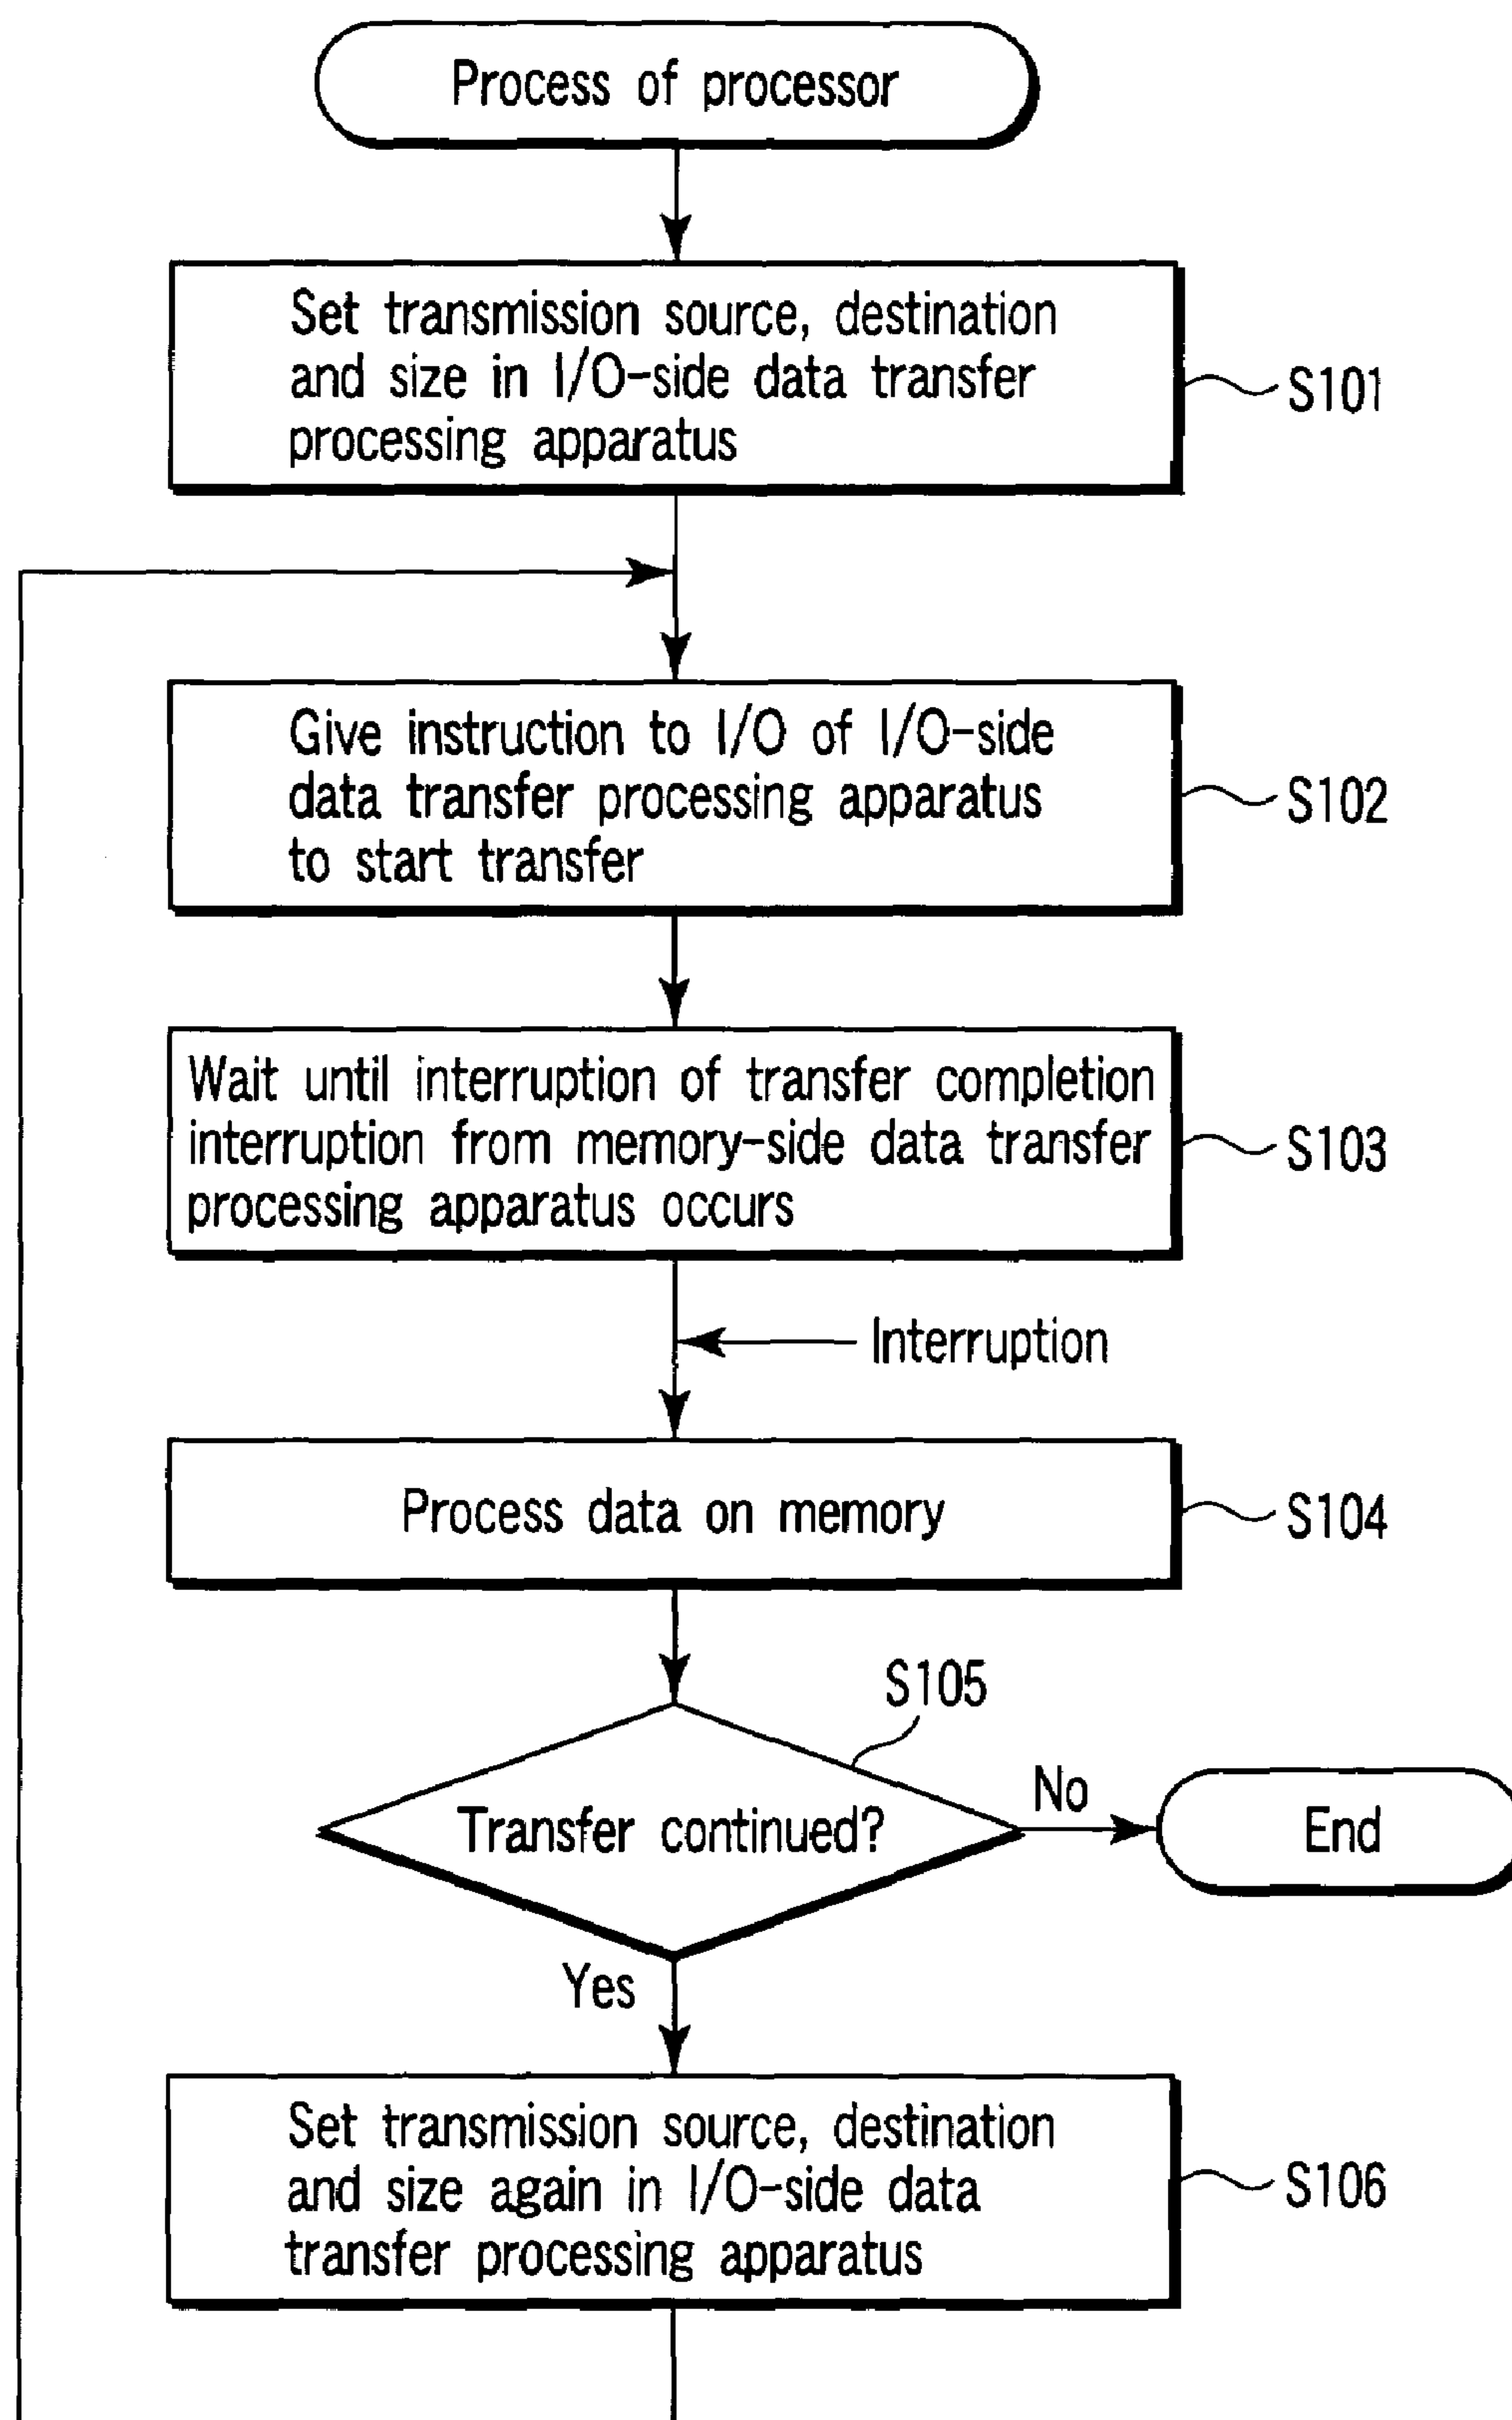 Process of processor
Set transmission source, destination
and size in I/O-side data transfer
processing apparatus
S101
Give instruction to I/O of I/O-side
data transfer processing apparatus
to start transfer
S102
Wait until interruption of transfer completion
interruption from memory-side data transfer
processing apparatus occurs
S103
Interruption
Process data on memory
S104
S105
Transfer continued?
No
End
Yes
Set transmission source, destination
and size again in I/O-side data
transfer processing apparatus
S106